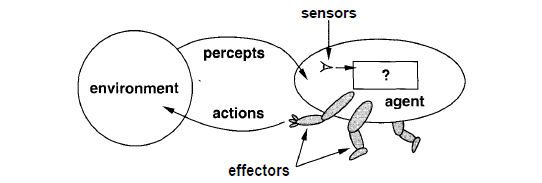 sensors
percepts
environment
?
agent
actions
effectors